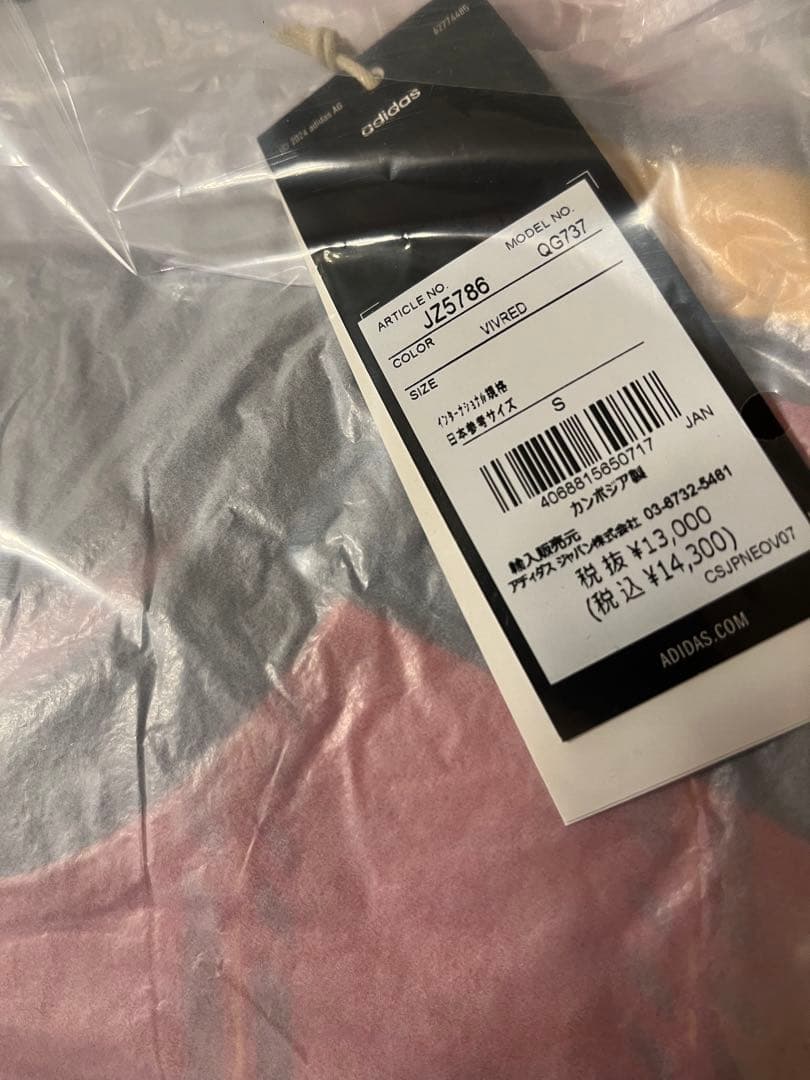 62774485
(C) 2024 adidas AG
adidas
ARTICLE NO. MODEL NO.
JZ5786 QG737
COLOR VIVRED
SIZE
インターナショナル規格
日本参考サイズ S
JAN
4068815650717
カンボジア製
輸入販売元
アディダス ジャパン株式会社 03-8732-5481
税 抜 ¥13,000
(税 込 ¥14,300)
CSJPNEOV07
ADIDAS.COM